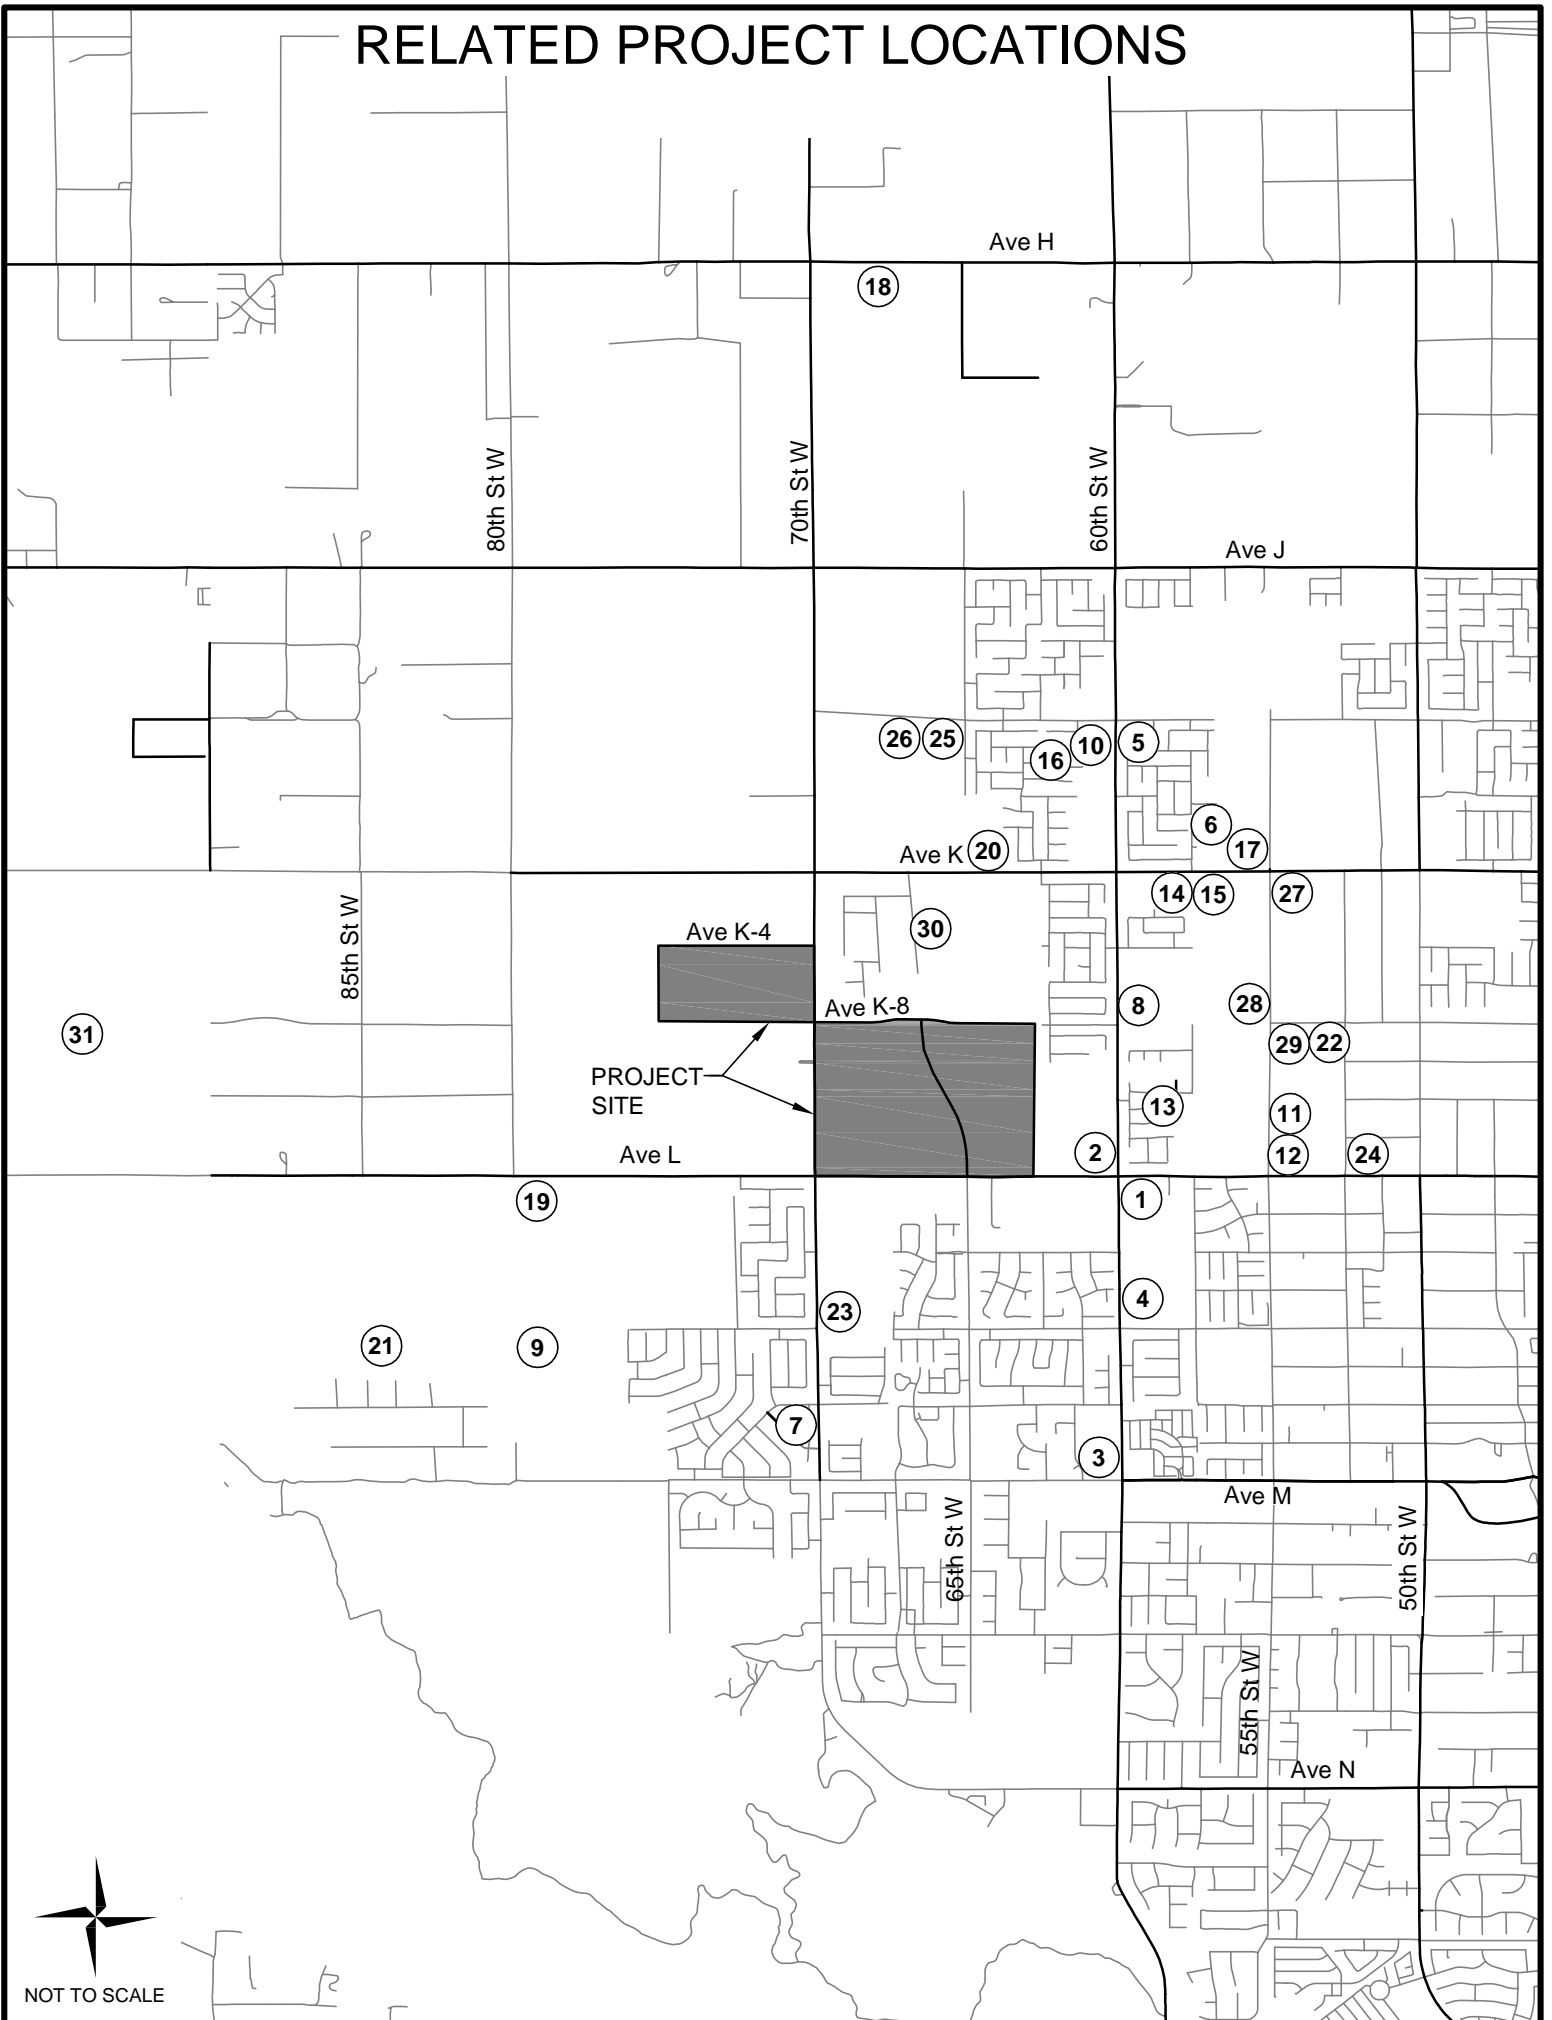 RELATED PROJECT LOCATIONS
Ave H
18
80th St W
70th St W
60th St W
Ave J
26
25
16
10
5
6
17
Ave K
20
14
15
27
85th St W
Ave K-4
30
Ave K-8
8
28
31
29
22
PROJECT
SITE
13
11
Ave L
2
12
24
19
1
23
4
21
9
7
3
Ave M
65th St W
50th St W
55th St W
Ave N
NOT TO SCALE